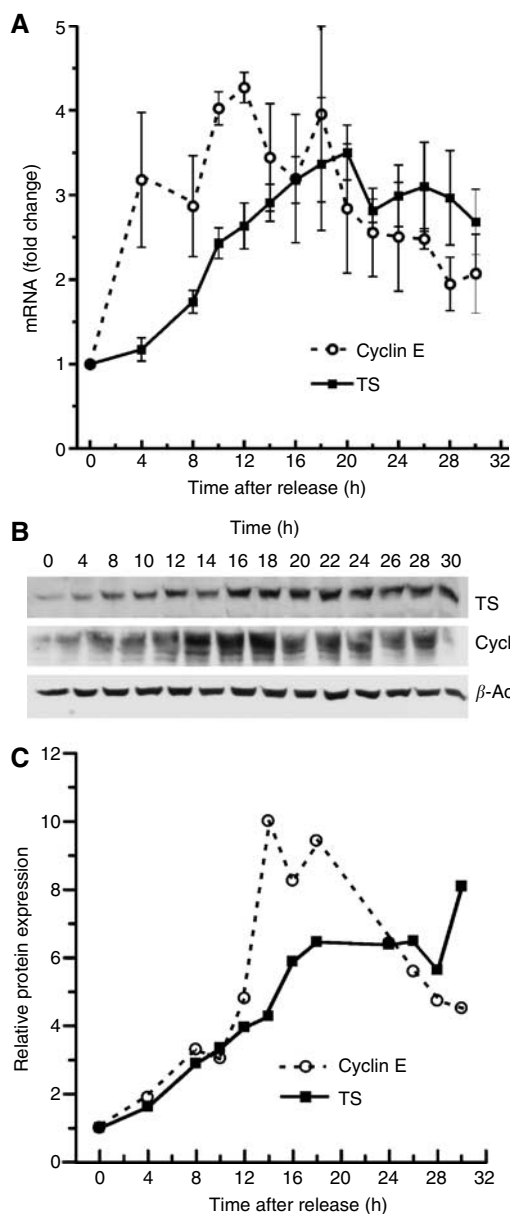 A
5
4
3
2
1
0
mRNA (fold change)
Cyclin E
TS
0 4 8 12 16 20 24 28 32
Time after release (h)
B
Time (h)
0 4 8 10 12 14 16 18 20 22 24 26 28 30
TS
Cycl
β-Ac
C
12
10
8
6
4
2
0
Relative protein expression
Cyclin E
TS
0 4 8 12 16 20 24 28 32
Time after release (h)